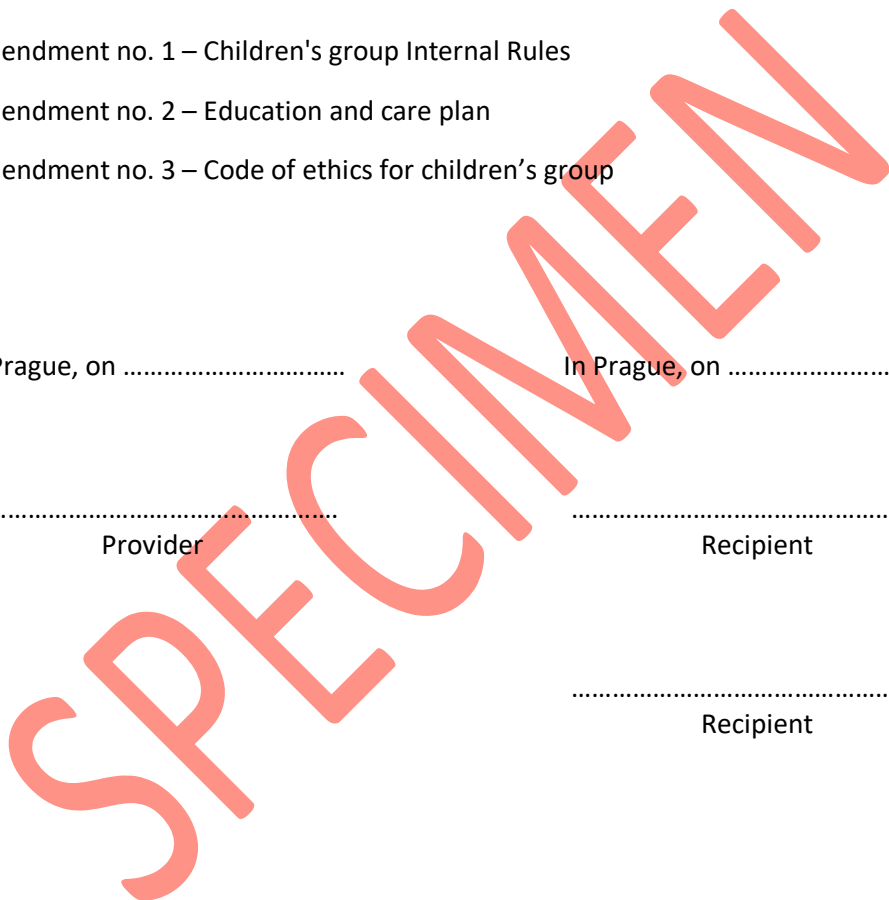 endment no. 1 – Children's group Internal Rules
endment no. 2 – Education and care plan
endment no. 3 – Code of ethics for children’s group
Prague, on ……………………………
In Prague, on ……………………
……………………………………………
Provider
…………………………………………
Recipient
…………………………………………
Recipient
SPECIMEN